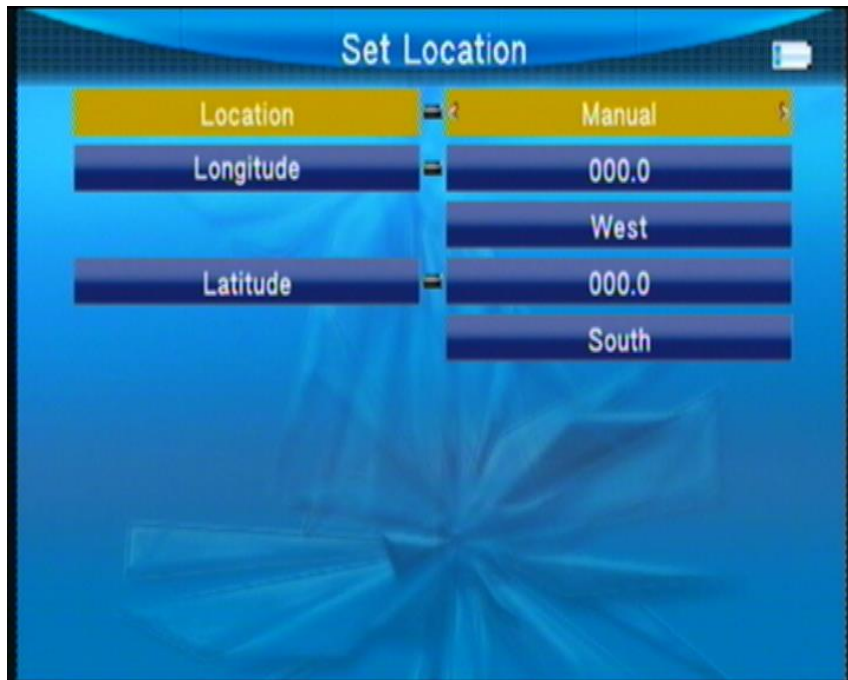 Set Location
Location Manual
Longitude 000.0
West
Latitude 000.0
South